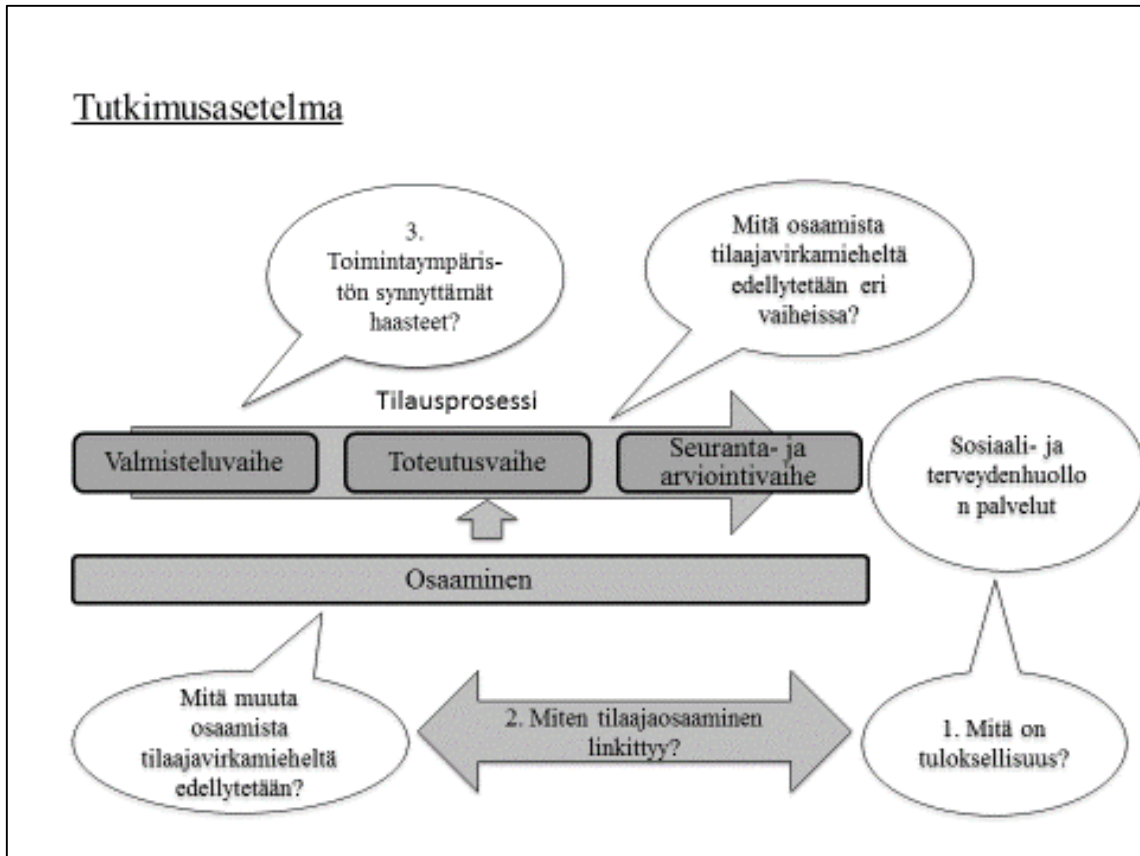 Tutkimusasetelma
3.
Toimintaympäris-
tön synnyttämät
haasteet?
Mitä osaamista
tilaajavirkamieheltä
edellytetään eri
vaiheissa?
Tilausprosessi
Valmisteluvaihe
Toteutusvaihe
Seuranta- ja
arviointivaihe
Sosiaali- ja
terveydenhuollo
n palvelut
Osaaminen
Mitä muuta
osaamista
tilaajavirkamieheltä
edellytetään?
2. Miten tilaajaosaaminen
linkittyy?
1. Mitä on
tuloksellisuus?